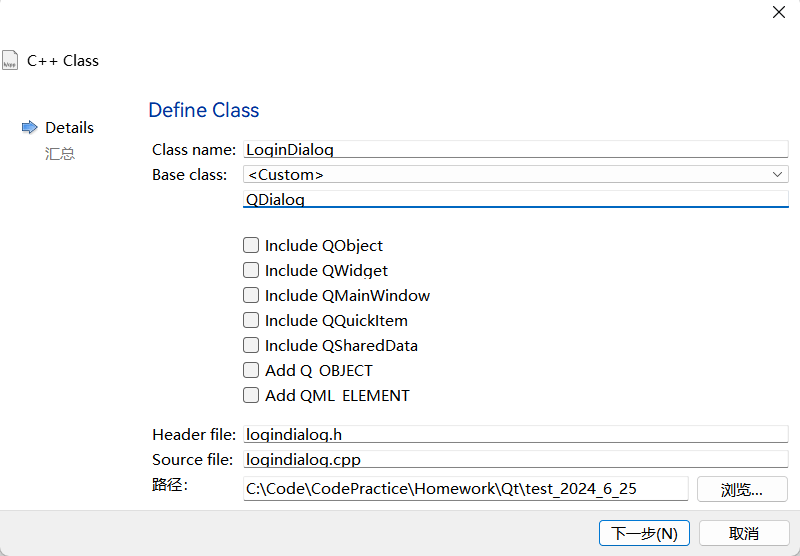 C++ Class
Details
汇总
Define Class
Class name: LoginDialog
Base class: <Custom>
QDialog
Include QObject
Include QWidget
Include QMainWindow
Include QQuickItem
Include QSharedData
Add Q_OBJECT
Add QML_ELEMENT
Header file: logindialog.h
Source file: logindialog.cpp
路径: C:\Code\CodePractice\Homework\Qt\test_2024_6_25 浏览...
下一步(N) 取消